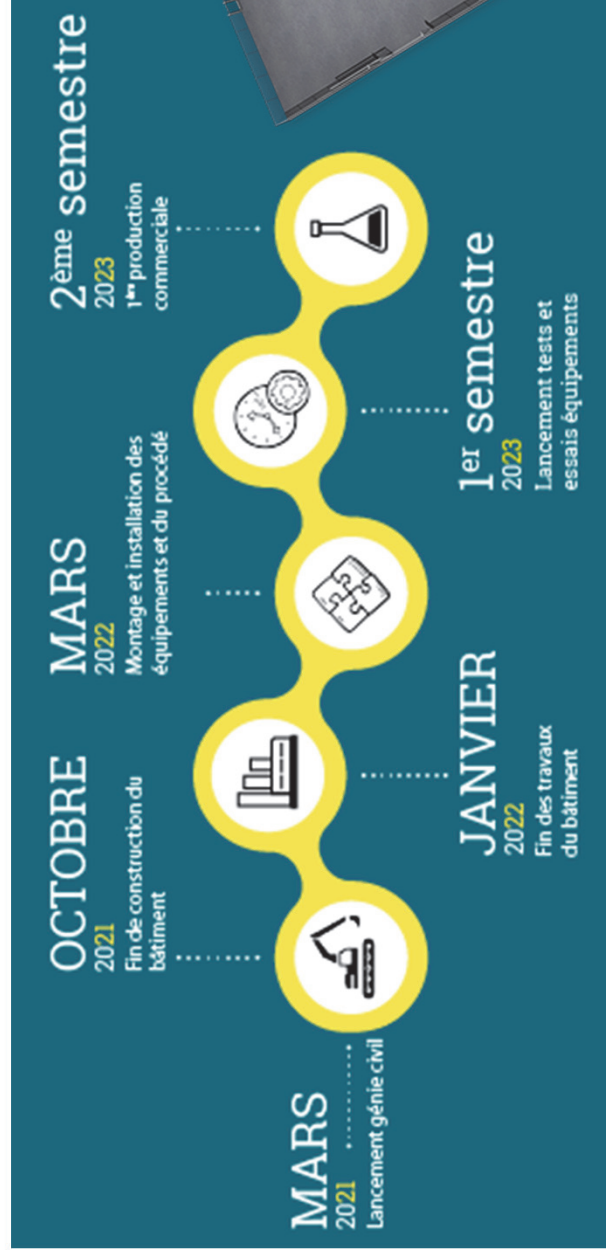 MARS
2021
Lancement génie civil
OCTOBRE
2021
Fin de construction du
bâtiment
JANVIER
2022
Fin des travaux
du bâtiment
MARS
2022
Montage et installation des
équipements et du procédé
1er semestre
2023
Lancement tests et
essais équipements
2ème semestre
2023
1ère production
commerciale